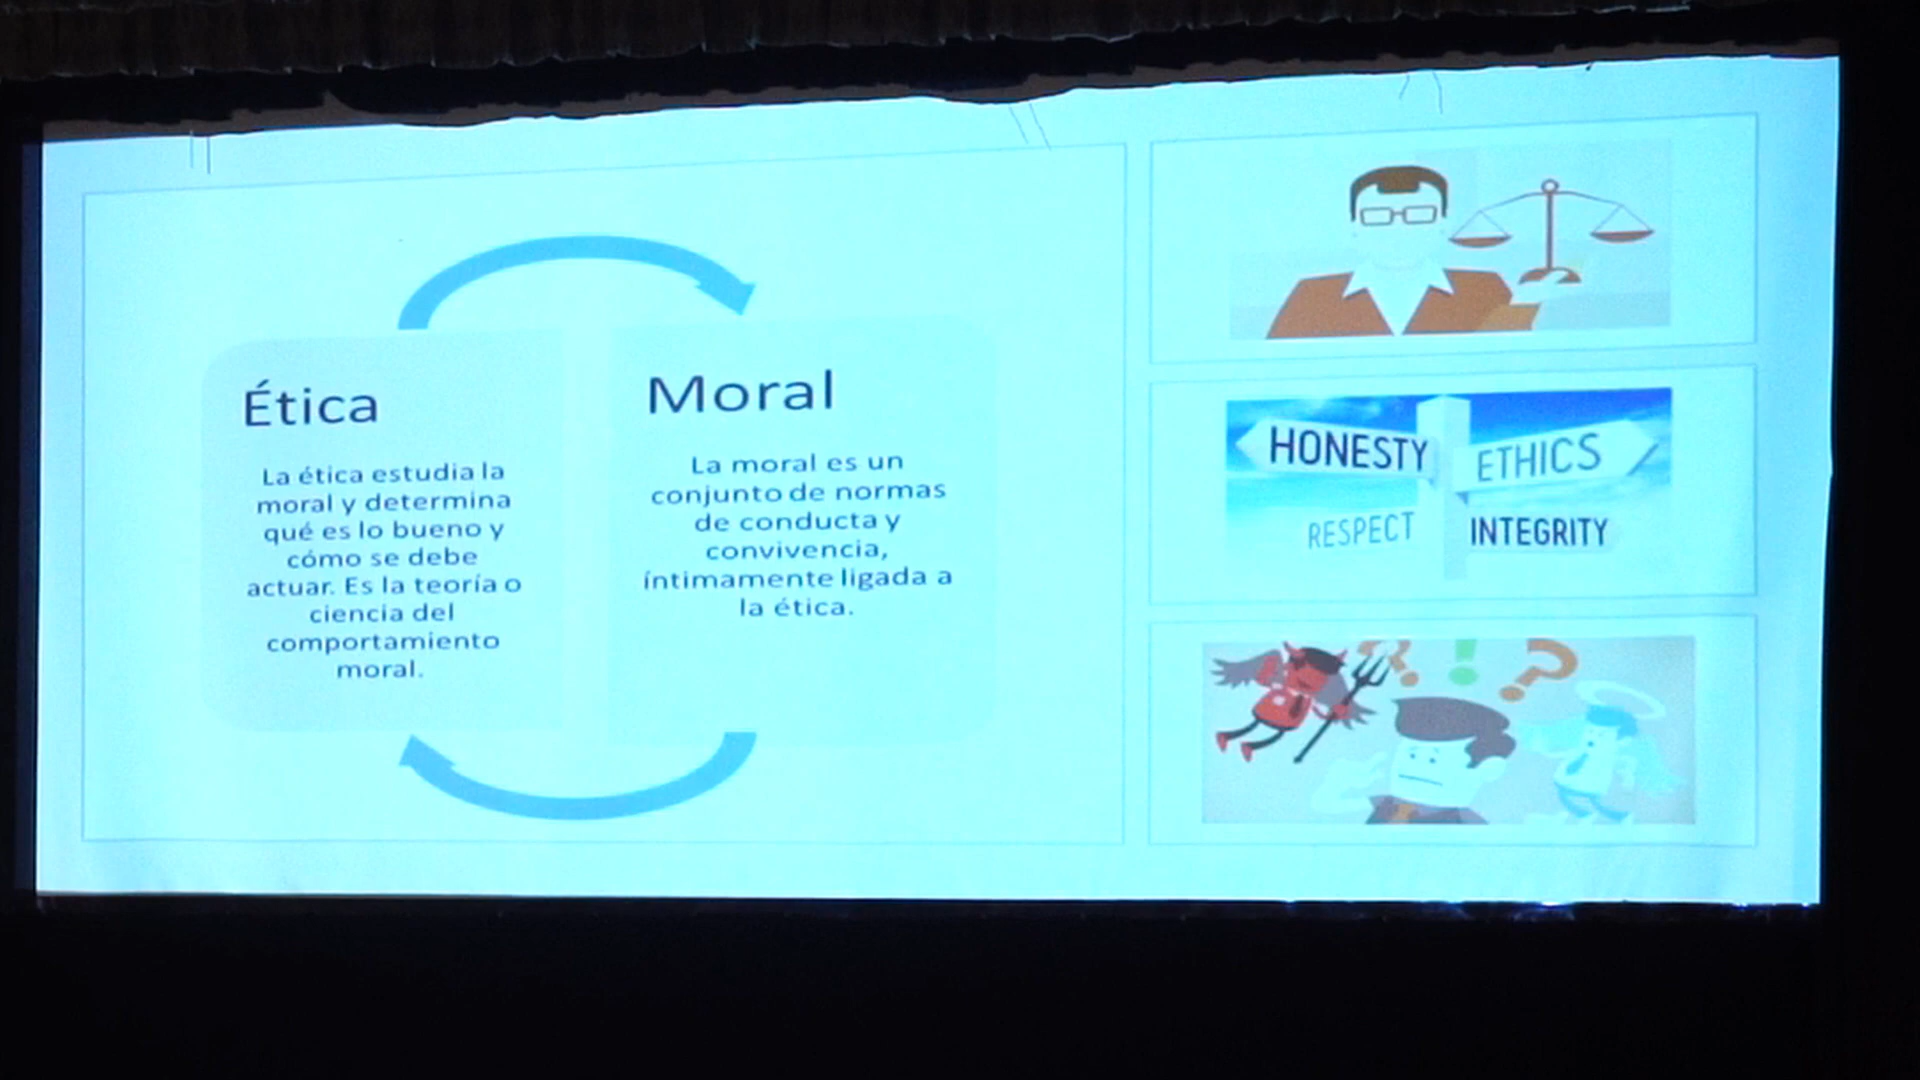 Ética
La ética estudia la
moral y determina
qué es lo bueno y
cómo se debe
actuar. Es la teoría o
ciencia del
comportamiento
moral.
Moral
La moral es un
conjunto de normas
de conducta y
convivencia,
íntimamente ligada a
la ética.
HONESTY
ETHICS
RESPECT
INTEGRITY
? ! ?